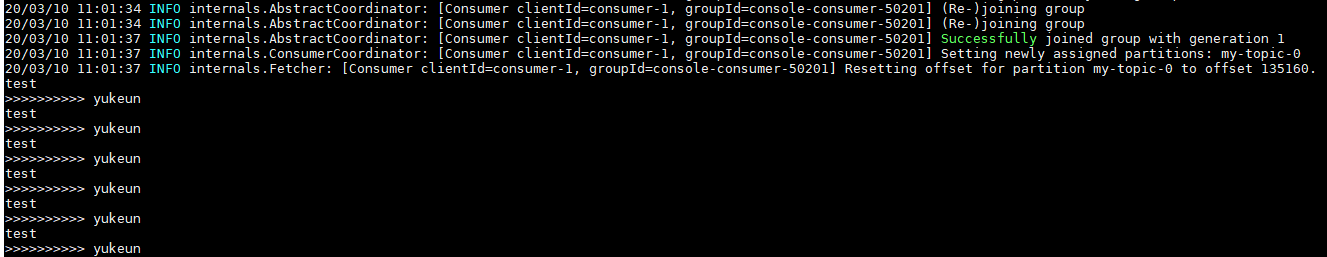 20/03/10 11:01:34 INFO internals.AbstractCoordinator: [Consumer clientId=consumer-1, groupId=console-consumer-50201] (Re-)joining group
20/03/10 11:01:34 INFO internals.AbstractCoordinator: [Consumer clientId=consumer-1, groupId=console-consumer-50201] (Re-)joining group
20/03/10 11:01:37 INFO internals.AbstractCoordinator: [Consumer clientId=consumer-1, groupId=console-consumer-50201] Successfully joined group with generation 1
20/03/10 11:01:37 INFO internals.ConsumerCoordinator: [Consumer clientId=consumer-1, groupId=console-consumer-50201] Setting newly assigned partitions: my-topic-0
20/03/10 11:01:37 INFO internals.Fetcher: [Consumer clientId=consumer-1, groupId=console-consumer-50201] Resetting offset for partition my-topic-0 to offset 135160.
test
>>>>>>>>>> yukeun
test
>>>>>>>>>> yukeun
test
>>>>>>>>>> yukeun
test
>>>>>>>>>> yukeun
test
>>>>>>>>>> yukeun
test
>>>>>>>>>> yukeun